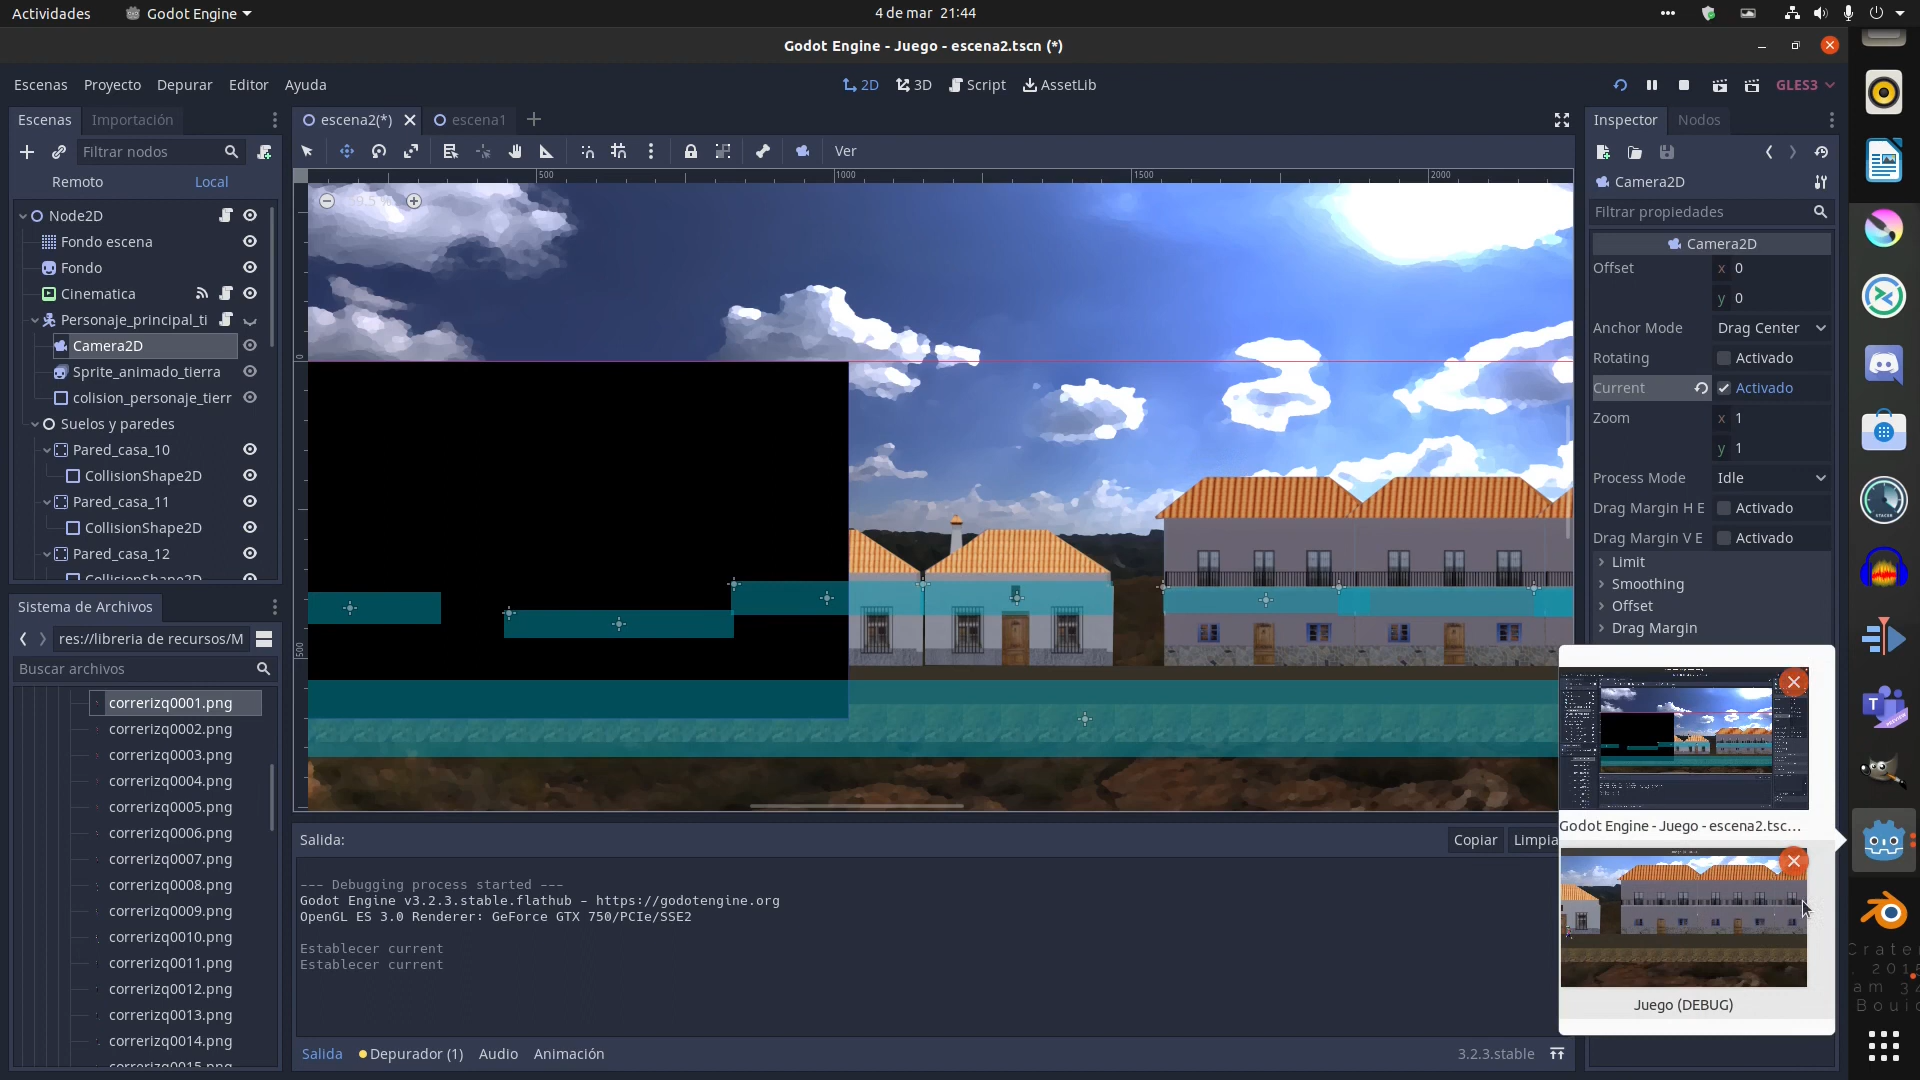 Actividades
Godot Engine
4 de mar 21:44
Godot Engine - Juego - escena2.tscn (*)
Escenas
Proyecto
Depurar
Editor
Ayuda
2D
3D
Script
AssetLib
GLES3
Escenas
Importación
Filtrar nodos
Remoto
Local
Node2D
Fondo escena
Fondo
Cinematica
Personaje_principal_ti
Camera2D
Sprite_animado_tierra
colision_personaje_tierr
Suelos y paredes
Pared_casa_10
CollisionShape2D
Pared_casa_11
CollisionShape2D
Pared_casa_12
CollisionShape2D
Sistema de Archivos
res://libreria de recursos/M
Buscar archivos
correrizq0001.png
correrizq0002.png
correrizq0003.png
correrizq0004.png
correrizq0005.png
correrizq0006.png
correrizq0007.png
correrizq0008.png
correrizq0009.png
correrizq0010.png
correrizq0011.png
correrizq0012.png
correrizq0013.png
correrizq0014.png
correrizq0015.png
escena2(*)
escena1
Ver
500
1000
1500
2000
0
500
Salida:
Copiar
Limpia
--- Debugging process started ---
Godot Engine v3.2.3.stable.flathub - https://godotengine.org
OpenGL ES 3.0 Renderer: GeForce GTX 750/PCIe/SSE2
Establecer current
Establecer current
Salida
Depurador (1)
Audio
Animación
3.2.3.stable
Inspector
Nodos
Camera2D
Filtrar propiedades
Camera2D
Offset
x 0
y 0
Anchor Mode
Drag Center
Rotating
Activado
Current
Activado
Zoom
x 1
y 1
Process Mode
Idle
Drag Margin H E
Activado
Drag Margin V E
Activado
Limit
Smoothing
Offset
Drag Margin
Godot Engine - Juego - escena2.tsc...
Juego (DEBUG)
STACER
PREVIEW